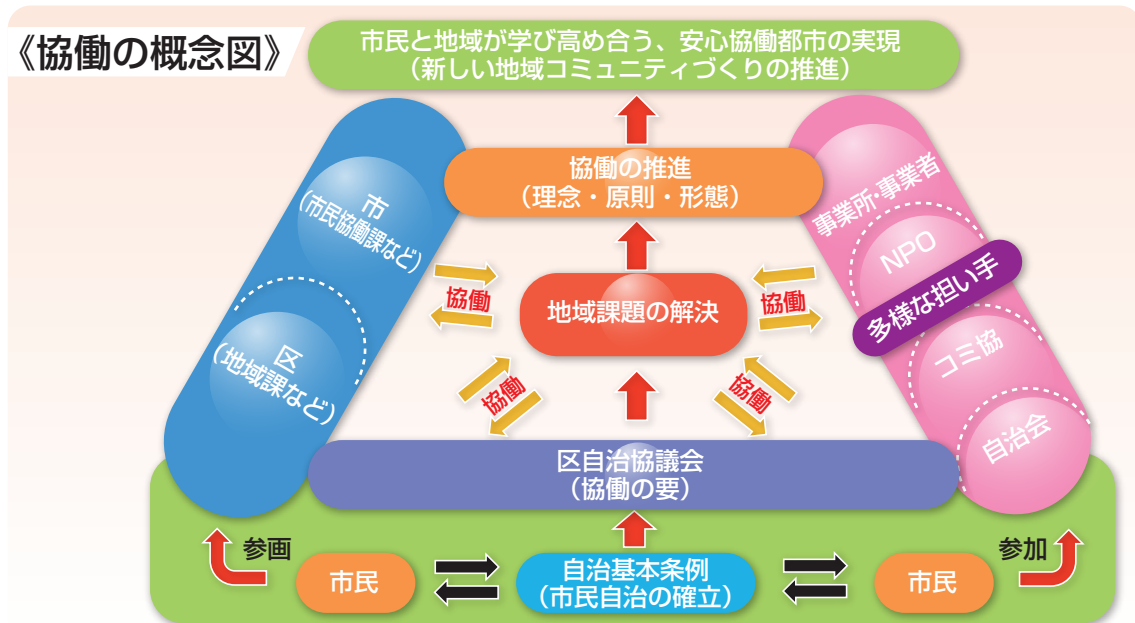 《協働の概念図》
市民と地域が学び高め合う、安心協働都市の実現
（新しい地域コミュニティづくりの推進）
協働の推進
（理念・原則・形態）
市
（市民協働課など）
区
（地域課など）
事業所・事業者
NPO
多様な担い手
コミ協
自治会
協働
地域課題の解決
協働
協働
協働
区自治協議会
（協働の要）
参画
市民
自治基本条例
（市民自治の確立）
市民
参加